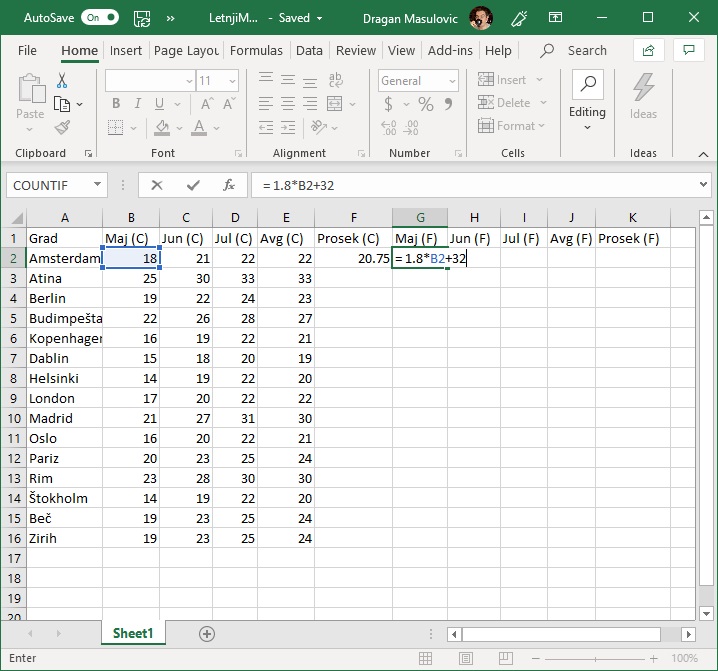 AutoSave On » LetnjiM... - Saved Dragan Masulovic
File Home Insert Page Layou Formulas Data Review View Add-ins Help Search
Paste
Clipboard
11
B I U A A
A
Font
ab
Alignment
General
$ % 9
Number
Insert
Delete
Format
Cells
Editing
Ideas
Ideas
COUNTIF fx = 1.8*B2+32
A B C D E F G H I J K
1 Grad Maj (C) Jun (C) Jul (C) Avg (C) Prosek (C) Maj (F) Jun (F) Jul (F) Avg (F) Prosek (F)
2 Amsterdam 18 21 22 22 20.75 = 1.8*B2+32
3 Atina 25 30 33 33
4 Berlin 19 22 24 23
5 Budimpešta 22 26 28 27
6 Kopenhagen 16 19 22 21
7 Dablin 15 18 20 19
8 Helsinki 14 19 22 20
9 London 17 20 22 22
10 Madrid 21 27 31 30
11 Oslo 16 20 22 21
12 Pariz 20 23 25 24
13 Rim 23 28 30 30
14 Štokholm 14 19 22 20
15 Beč 19 23 25 24
16 Zirih 19 23 25 24
17
18
19
20
Sheet1
Enter 100%